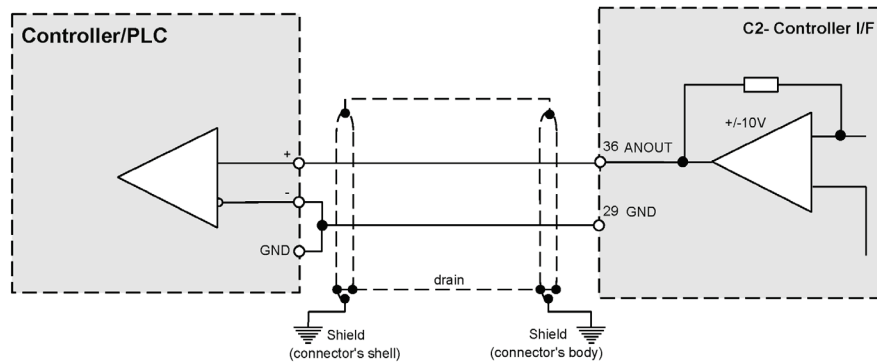 Controller/PLC
C2- Controller I/F
+/-10V
+
36 ANOUT
-
29 GND
GND
drain
Shield
(connector's shell)
Shield
(connector's body)